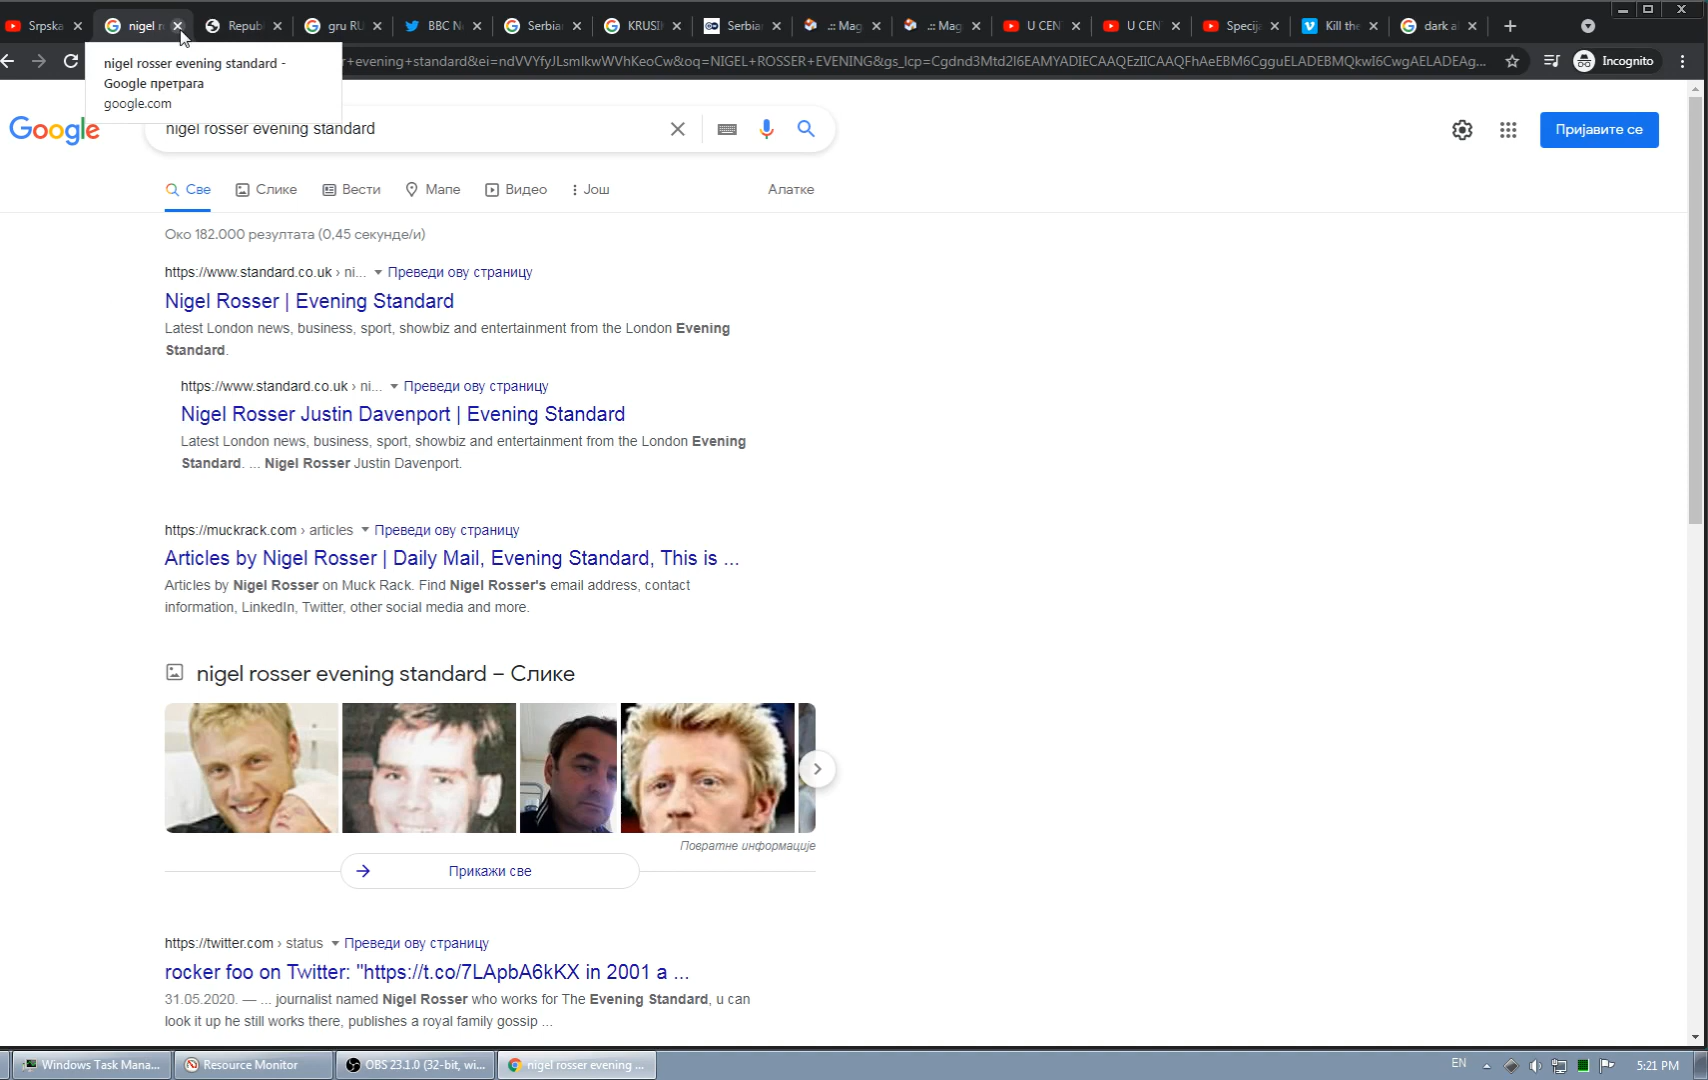 Srpska
nigel r
Repub
gru RU
BBC N
Serbia
KRUSI
Serbian
.:: Mag
.:: Mag
U CEN
U CEN
Specija
Kill the
dark a
nigel rosser evening standard -
Google претрага
google.com
r+evening+standard&ei=ndVVYfyJLsmIkwWVhKeoCw&oq=NIGEL+ROSSER+EVENING&gs_lcp=Cgdnd3Mtd2l6EAMYADIECAAQEzIICAAQFhAeEBM6CgguELADEBMQkwI6CwgAELADEAg...
Incognito
Google
nigel rosser evening standard
Пријавите се
Све
Слике
Вести
Мапе
Видео
Још
Алатке
Око 182.000 резултата (0,45 секунде/и)
https://www.standard.co.uk › ni... Преведи ову страницу
Nigel Rosser | Evening Standard
Latest London news, business, sport, showbiz and entertainment from the London Evening
Standard.
https://www.standard.co.uk › ni... Преведи ову страницу
Nigel Rosser Justin Davenport | Evening Standard
Latest London news, business, sport, showbiz and entertainment from the London Evening
Standard. ... Nigel Rosser Justin Davenport.
https://muckrack.com › articles Преведи ову страницу
Articles by Nigel Rosser | Daily Mail, Evening Standard, This is ...
Articles by Nigel Rosser on Muck Rack. Find Nigel Rosser's email address, contact
information, LinkedIn, Twitter, other social media and more.
nigel rosser evening standard – Слике
Повратне информације
Прикажи све
https://twitter.com › status Преведи ову страницу
rocker foo on Twitter: "https://t.co/7LApbA6kKX in 2001 a ...
31.05.2020. — ... journalist named Nigel Rosser who works for The Evening Standard, u can
look it up he still works there, publishes a royal family gossip ...
Windows Task Mana...
Resource Monitor
OBS 23.1.0 (32-bit, wi...
nigel rosser evening ...
EN
5:21 PM